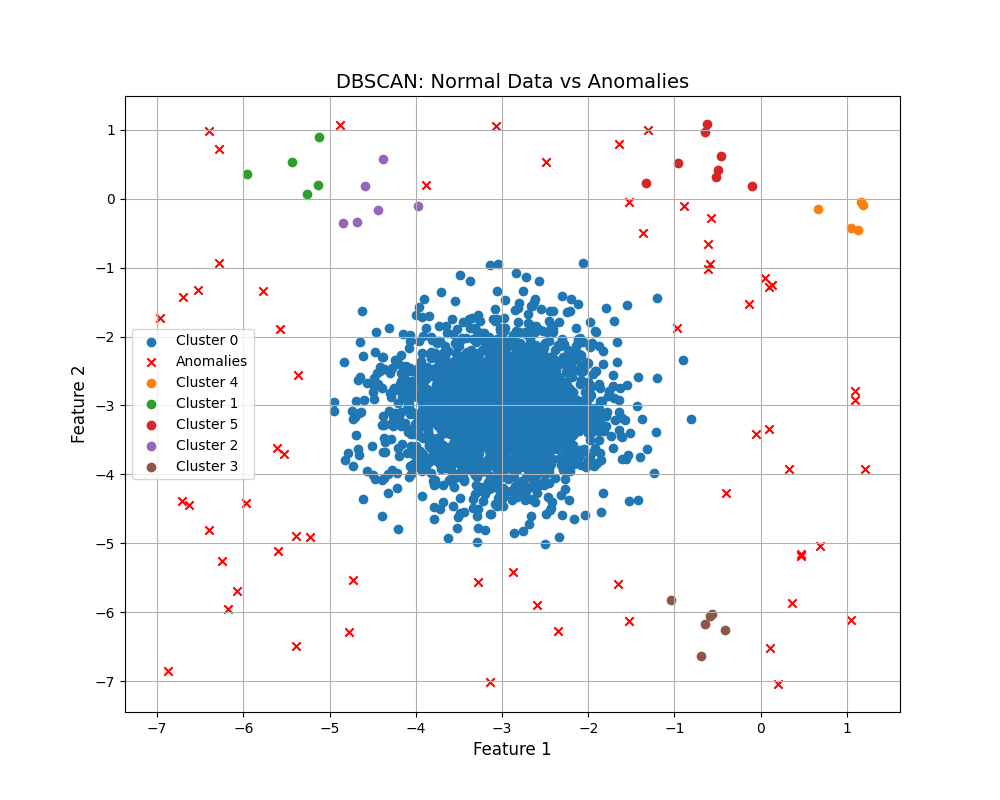 DBSCAN: Normal Data vs Anomalies
Feature 2
1
0
−1
−2
−3
−4
−5
−6
−7
Cluster 0
Anomalies
Cluster 4
Cluster 1
Cluster 5
Cluster 2
Cluster 3
−7 −6 −5 −4 −3 −2 −1 0 1
Feature 1